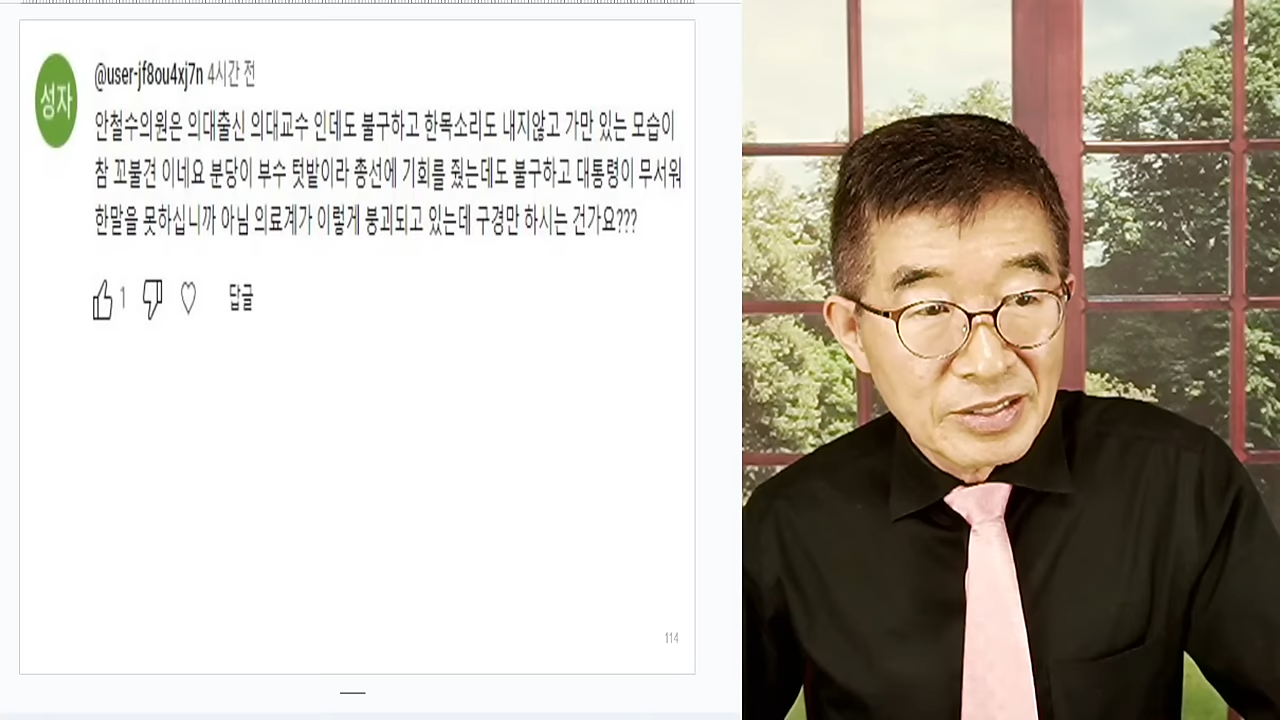 성자
@user-jf8ou4xj7n 4시간 전
안철수의원은 의대출신 의대교수 인데도 불구하고 한목소리도 내지않고 가만 있는 모습이
참 꼬불견 이네요 분당이 부수 텃밭이라 총선에 기회를 줬는데도 불구하고 대통령이 무서워
한말을 못하십니까 아님 의료계가 이렇게 붕괴되고 있는데 구경만 하시는 건가요???
1 답글
114